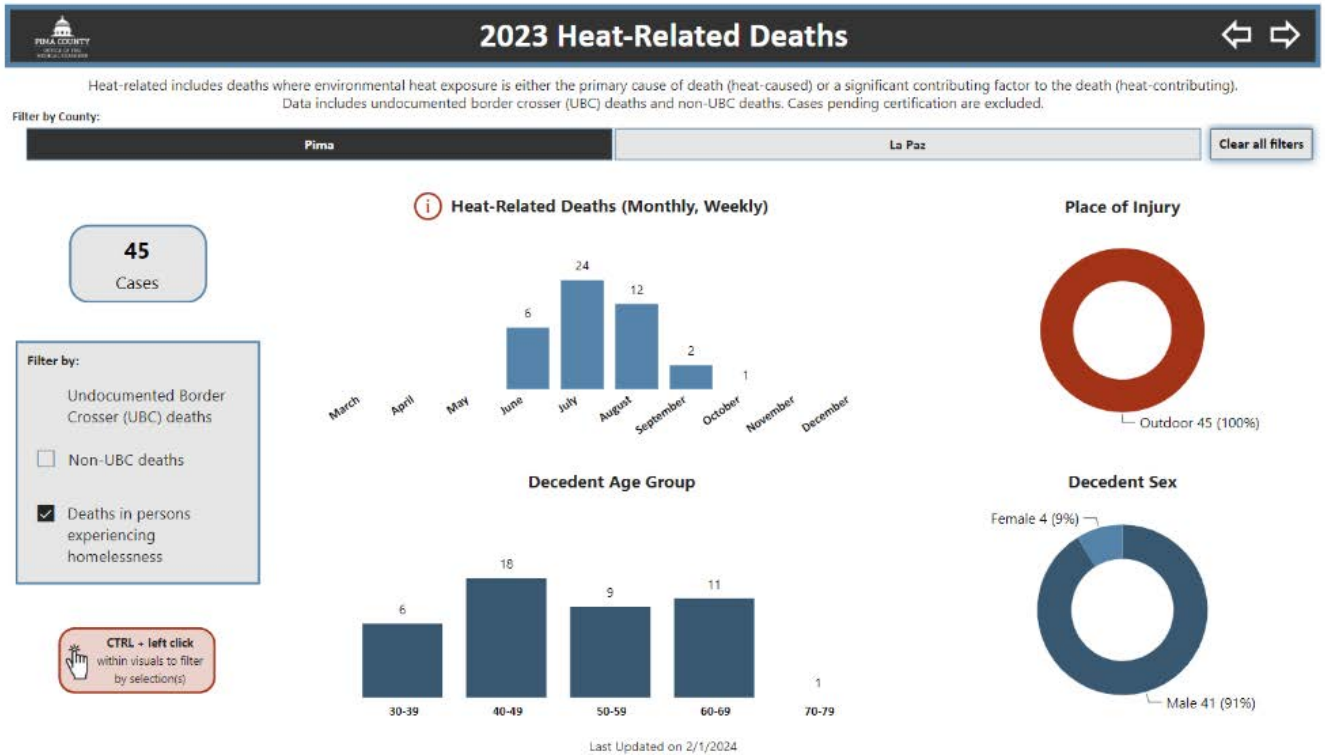 PIMA COUNTY
OFFICE OF THE
MEDICAL EXAMINER
2023 Heat-Related Deaths
Heat-related includes deaths where environmental heat exposure is either the primary cause of death (heat-caused) or a significant contributing factor to the death (heat-contributing).
Data includes undocumented border crosser (UBC) deaths and non-UBC deaths. Cases pending certification are excluded.
Filter by County:
Pima
La Paz
Clear all filters
45
Cases
Filter by:
Undocumented Border
Crosser (UBC) deaths
Non-UBC deaths
Deaths in persons
experiencing
homelessness
CTRL + left click
within visuals to filter
by selection(s)
i Heat-Related Deaths (Monthly, Weekly)
6
24
12
2
1
March
April
May
June
July
August
September
October
November
December
Place of Injury
Outdoor 45 (100%)
Decedent Age Group
6
18
9
11
1
30-39
40-49
50-59
60-69
70-79
Decedent Sex
Female 4 (9%)
Male 41 (91%)
Last Updated on 2/1/2024